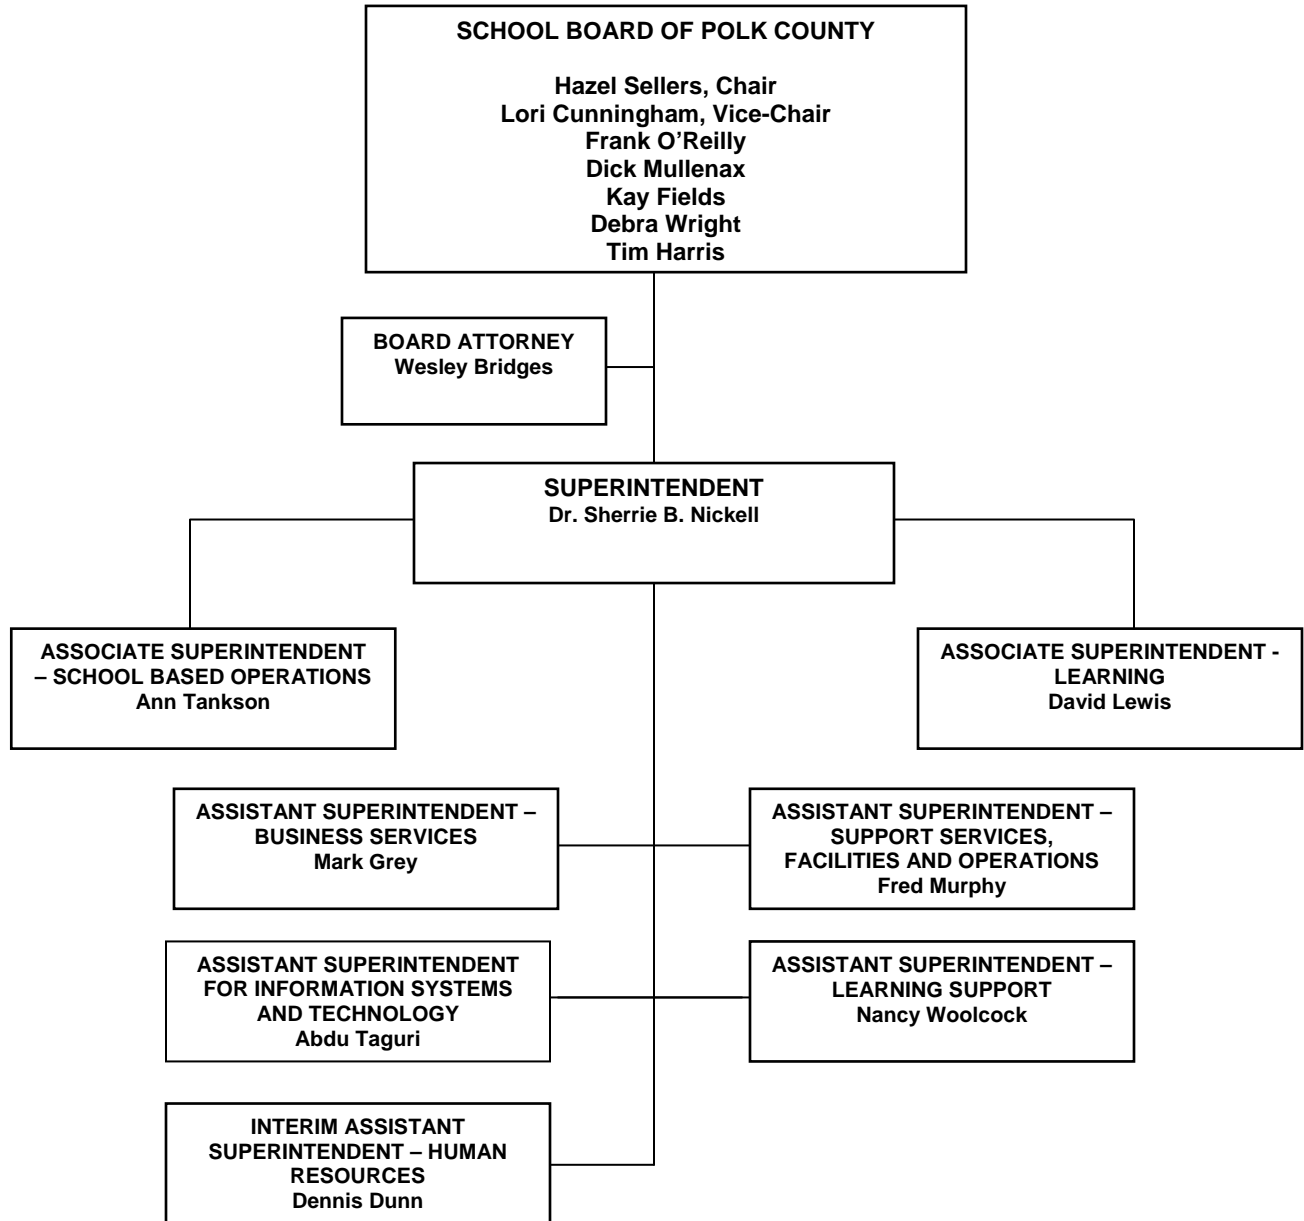 SCHOOL BOARD OF POLK COUNTY
Hazel Sellers, Chair
Lori Cunningham, Vice-Chair
Frank O’Reilly
Dick Mullenax
Kay Fields
Debra Wright
Tim Harris
BOARD ATTORNEY
Wesley Bridges
SUPERINTENDENT
Dr. Sherrie B. Nickell
ASSOCIATE SUPERINTENDENT
– SCHOOL BASED OPERATIONS
Ann Tankson
ASSOCIATE SUPERINTENDENT -
LEARNING
David Lewis
ASSISTANT SUPERINTENDENT –
BUSINESS SERVICES
Mark Grey
ASSISTANT SUPERINTENDENT –
SUPPORT SERVICES,
FACILITIES AND OPERATIONS
Fred Murphy
ASSISTANT SUPERINTENDENT
FOR INFORMATION SYSTEMS
AND TECHNOLOGY
Abdu Taguri
ASSISTANT SUPERINTENDENT –
LEARNING SUPPORT
Nancy Woolcock
INTERIM ASSISTANT
SUPERINTENDENT – HUMAN
RESOURCES
Dennis Dunn